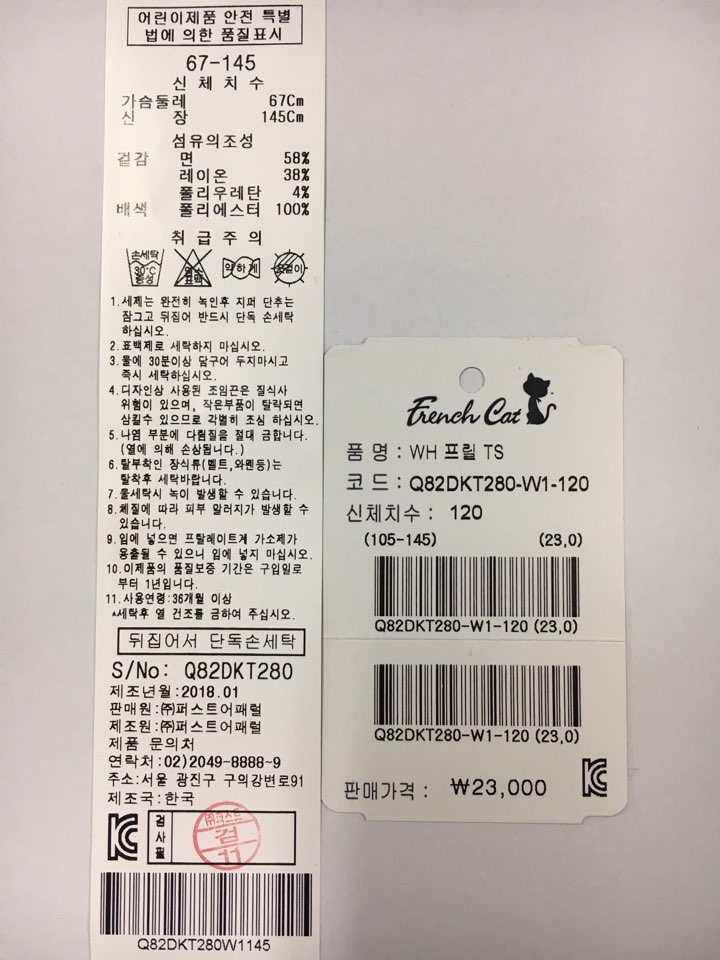 어린이제품 안전 특별
법에 의한 품질표시
67-145
신 체 치 수
가슴둘레 67Cm
신 장 145Cm
섬유의조성
겉감 면 58%
레이온 38%
폴리우레탄 4%
배색 폴리에스터 100%
취 급 주 의
손세탁
30°C
중성
염소
표백
약하게
옷걸이
1.세제는 완전히 녹인후 지퍼 단추는
잠그고 뒤집어 반드시 단독 손세탁
하십시오.
2.표백제로 세탁하지 마십시오.
3.물에 30분이상 담구어 두지마시고
즉시 세탁하십시오.
4.디자인상 사용된 조임끈은 질식사
위험이 있으며, 작은부품이 탈락되면
삼킬수 있으므로 각별히 조심 하십시오.
5.나염 부분에 다림질을 절대 금합니다.
(열에 의해 손상됩니다.)
6.탈부착인 장식류(벨트,와펜등)는
탈착후 세탁바랍니다.
7.물세탁시 녹이 발생할 수 있습니다.
8.체질에 따라 피부 알러지가 발생할 수
있습니다.
9.입에 넣으면 프탈레이트계 가소제가
용출될 수 있으니 입에 넣지 마십시오.
10.이제품의 품질보증 기간은 구입일로
부터 1년입니다.
11.사용연령:36개월 이상
*세탁후 열 건조를 금하여 주십시오.
뒤집어서 단독손세탁
S/No: Q82DKT280
제조년월:2018.01
판매원:㈜퍼스트어패럴
제조원:㈜퍼스트어패럴
제품 문의처
연락처:02)2049-8888~9
주소:서울 광진구 구의강변로91
제조국:한국
검사필
㈜퍼스트
검
11
Q82DKT280W1145
French Cat
품 명 : WH 프릴 TS
코 드 : Q82DKT280-W1-120
신체치수 : 120
(105-145) (23,0)
Q82DKT280-W1-120 (23,0)
Q82DKT280-W1-120 (23,0)
판매가격 : ₩23,000